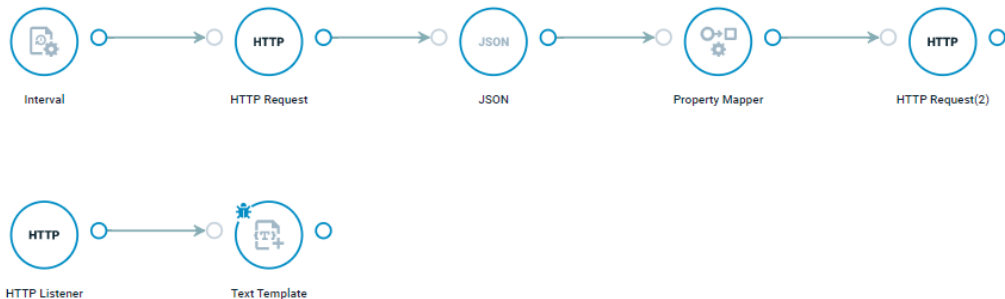 HTTP
JSON
HTTP
Interval
HTTP Request
JSON
Property Mapper
HTTP Request(2)
HTTP
{T}
HTTP Listener
Text Template